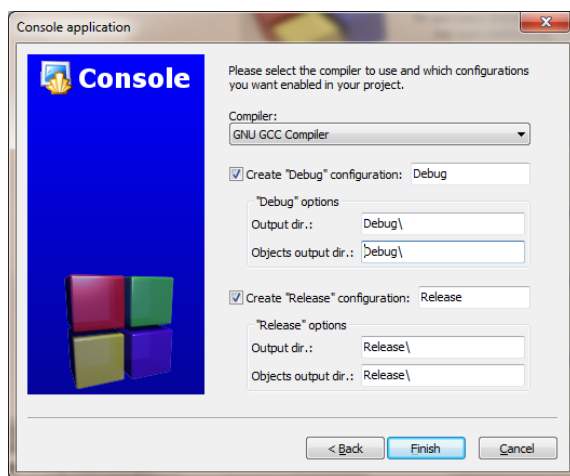 Console application
Console
Please select the compiler to use and which configurations
you want enabled in your project.
Compiler:
GNU GCC Compiler
Create "Debug" configuration: Debug
"Debug" options
Output dir.: Debug\
Objects output dir.: Debug\
Create "Release" configuration: Release
"Release" options
Output dir.: Release\
Objects output dir.: Release\
< Back
Finish
Cancel